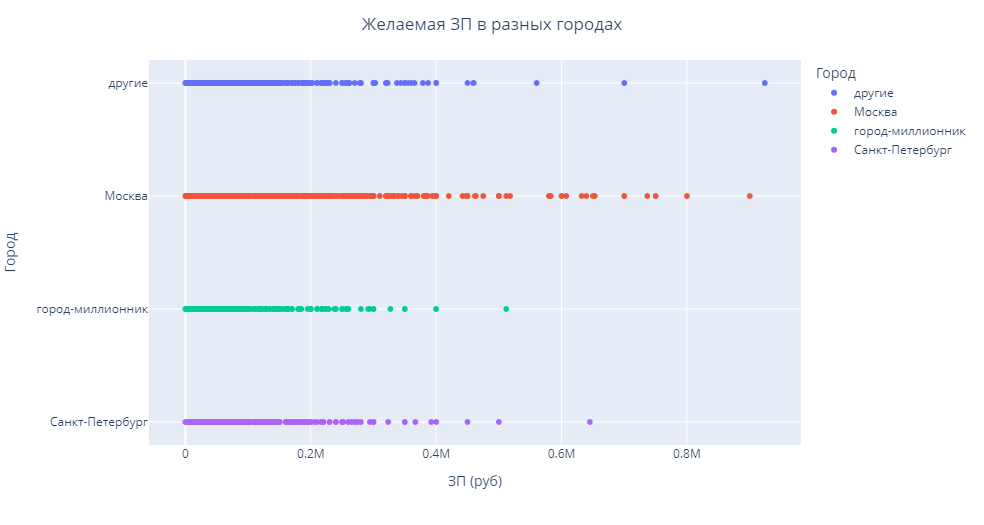 Желаемая ЗП в разных городах
Город
другие
Москва
город-миллионник
Санкт-Петербург
Город
другие
Москва
город-миллионник
Санкт-Петербург
0
0.2M
0.4M
0.6M
0.8M
ЗП (руб)